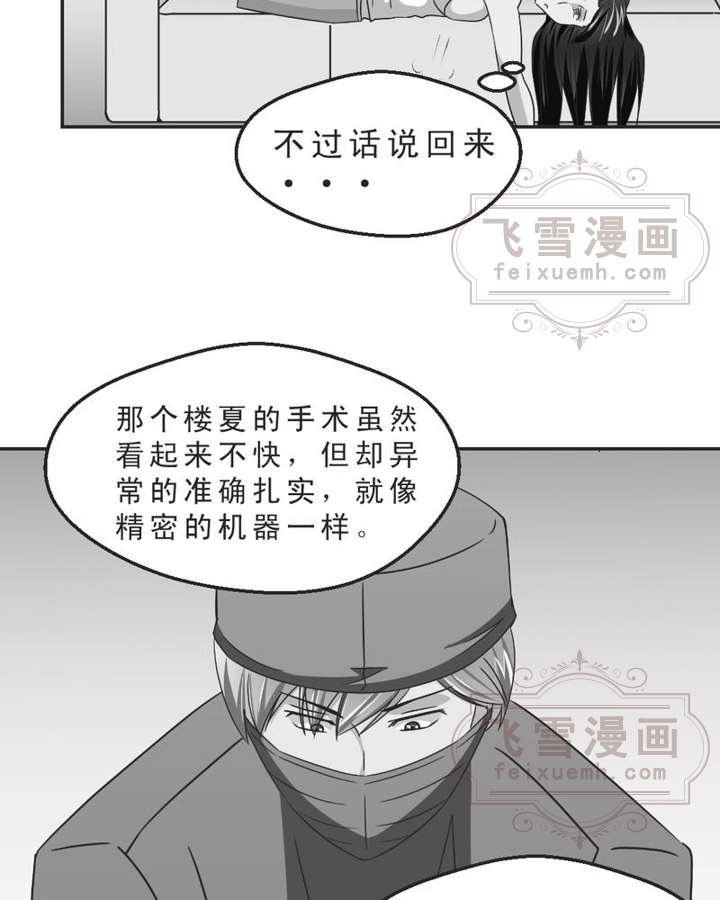 不过话说回来
···
飞雪漫画
feixuemh.com
那个楼夏的手术虽然
看起来不快，但却异
常的准确扎实，就像
精密的机器一样。
飞雪漫画
feixuemh.com